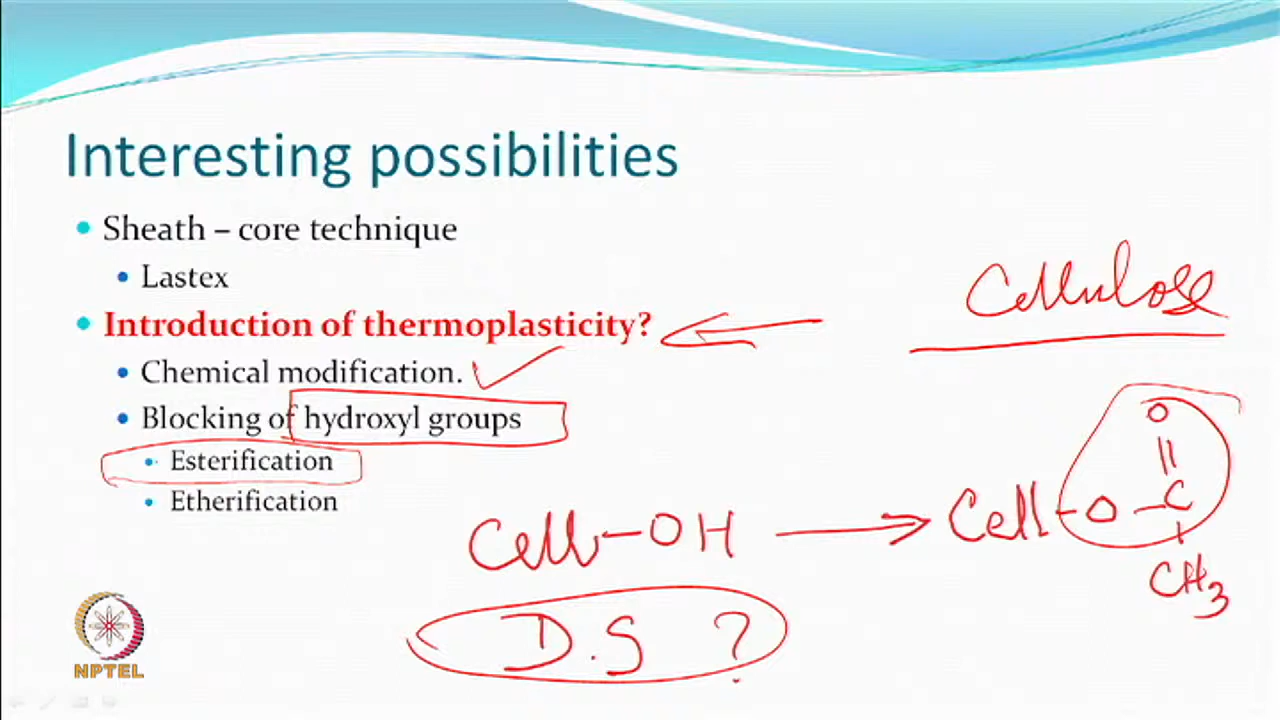 Interesting possibilities
• Sheath – core technique
• Lastex
Cellulose
• Introduction of thermoplasticity?
• Chemical modification.
• Blocking of hydroxyl groups
• Esterification
• Etherification
Cell-OH → Cell-O-C
O
||
CH3
D.S ?
NPTEL